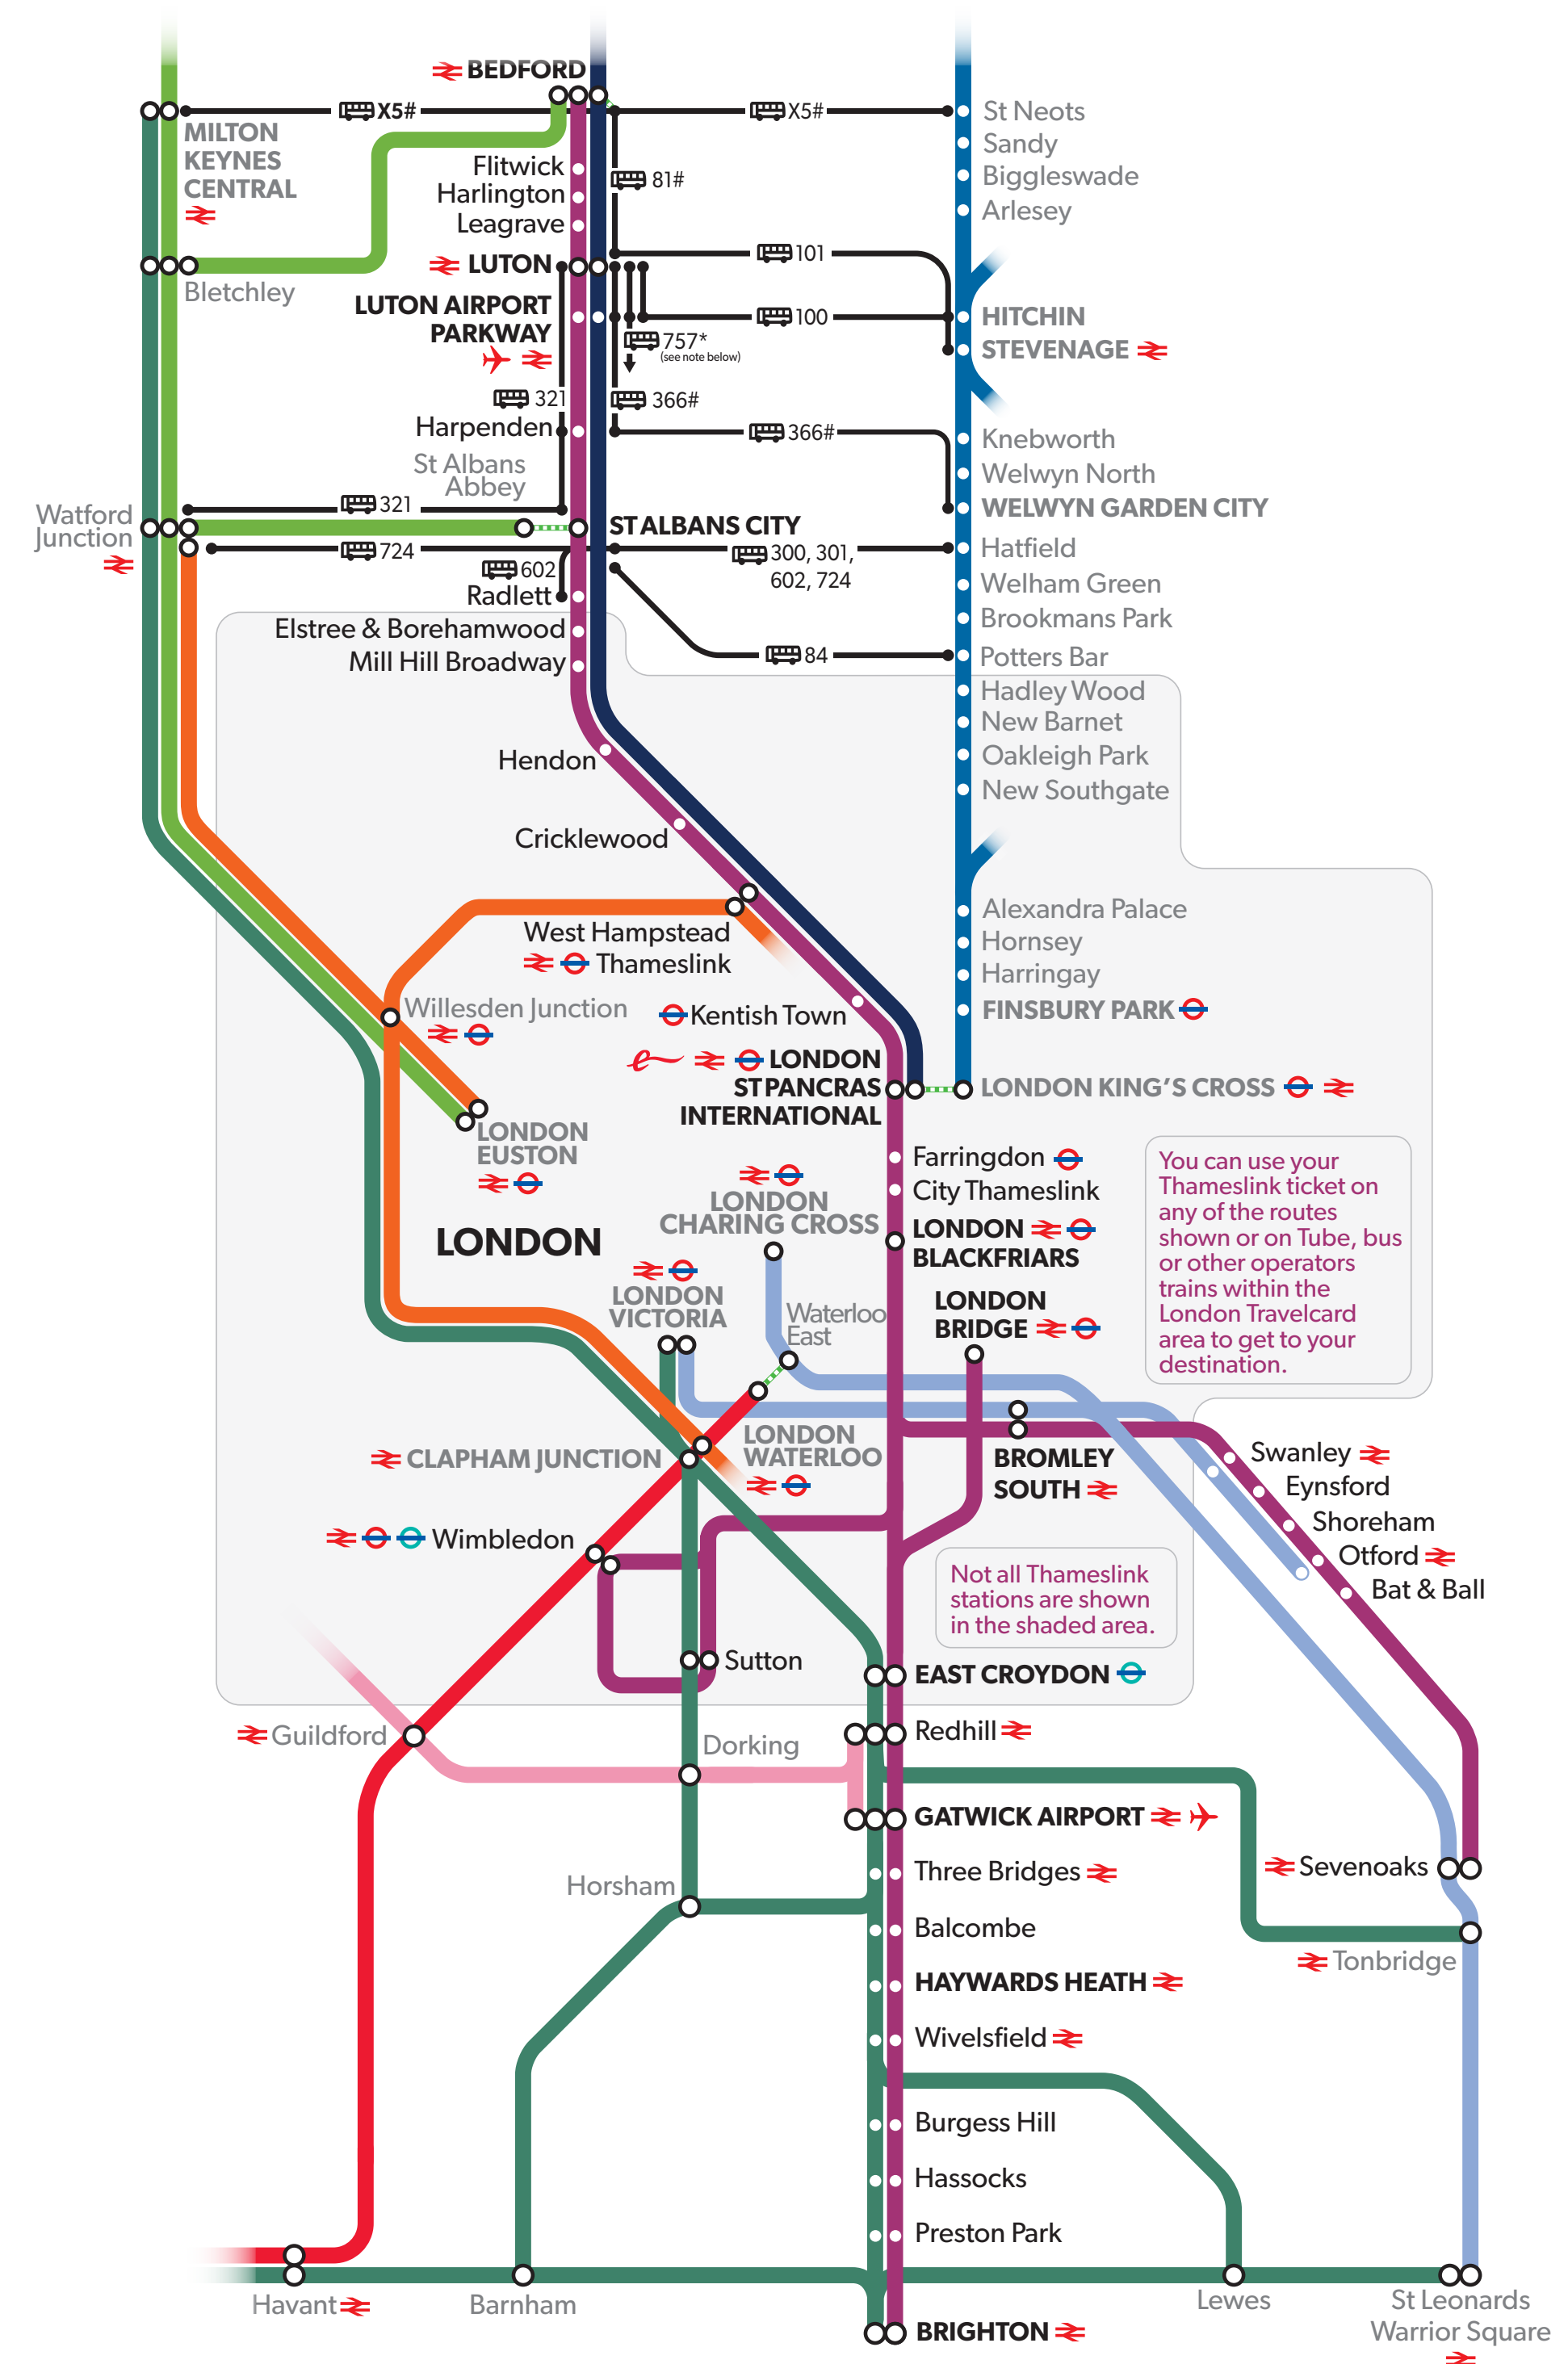 BEDFORD
X5#
X5#
St Neots
MILTON
KEYNES
CENTRAL
Sandy
Flitwick
81#
Biggleswade
Harlington
Arlesey
Leagrave
101
LUTON
Bletchley
LUTON AIRPORT
PARKWAY
100
HITCHIN
757*
(see note below)
STEVENAGE
321
366#
Harpenden
366#
Knebworth
St Albans
Abbey
Welwyn North
321
WELWYN GARDEN CITY
Watford
Junction
ST ALBANS CITY
724
300, 301,
602, 724
Hatfield
602
Radlett
Welham Green
Elstree & Borehamwood
Brookmans Park
Mill Hill Broadway
84
Potters Bar
Hadley Wood
New Barnet
Hendon
Oakleigh Park
New Southgate
Cricklewood
West Hampstead
Thameslink
Alexandra Palace
Hornsey
Harringay
Willesden Junction
Kentish Town
FINSBURY PARK
LONDON
ST PANCRAS
INTERNATIONAL
LONDON KING'S CROSS
LONDON
EUSTON
Farringdon
City Thameslink
You can use your
Thameslink ticket on
any of the routes
shown or on Tube, bus
or other operators
trains within the
London Travelcard
area to get to your
destination.
LONDON
CHARING CROSS
LONDON
LONDON
BLACKFRIARS
LONDON
VICTORIA
Waterloo
East
LONDON
BRIDGE
CLAPHAM JUNCTION
LONDON
WATERLOO
BROMLEY
SOUTH
Swanley
Eynsford
Shoreham
Otford
Bat & Ball
Wimbledon
Not all Thameslink
stations are shown
in the shaded area.
Sutton
EAST CROYDON
Guildford
Dorking
Redhill
GATWICK AIRPORT
Horsham
Three Bridges
Sevenoaks
Balcombe
Tonbridge
HAYWARDS HEATH
Wivelsfield
Burgess Hill
Hassocks
Preston Park
Havant
Barnham
BRIGHTON
Lewes
St Leonards
Warrior Square